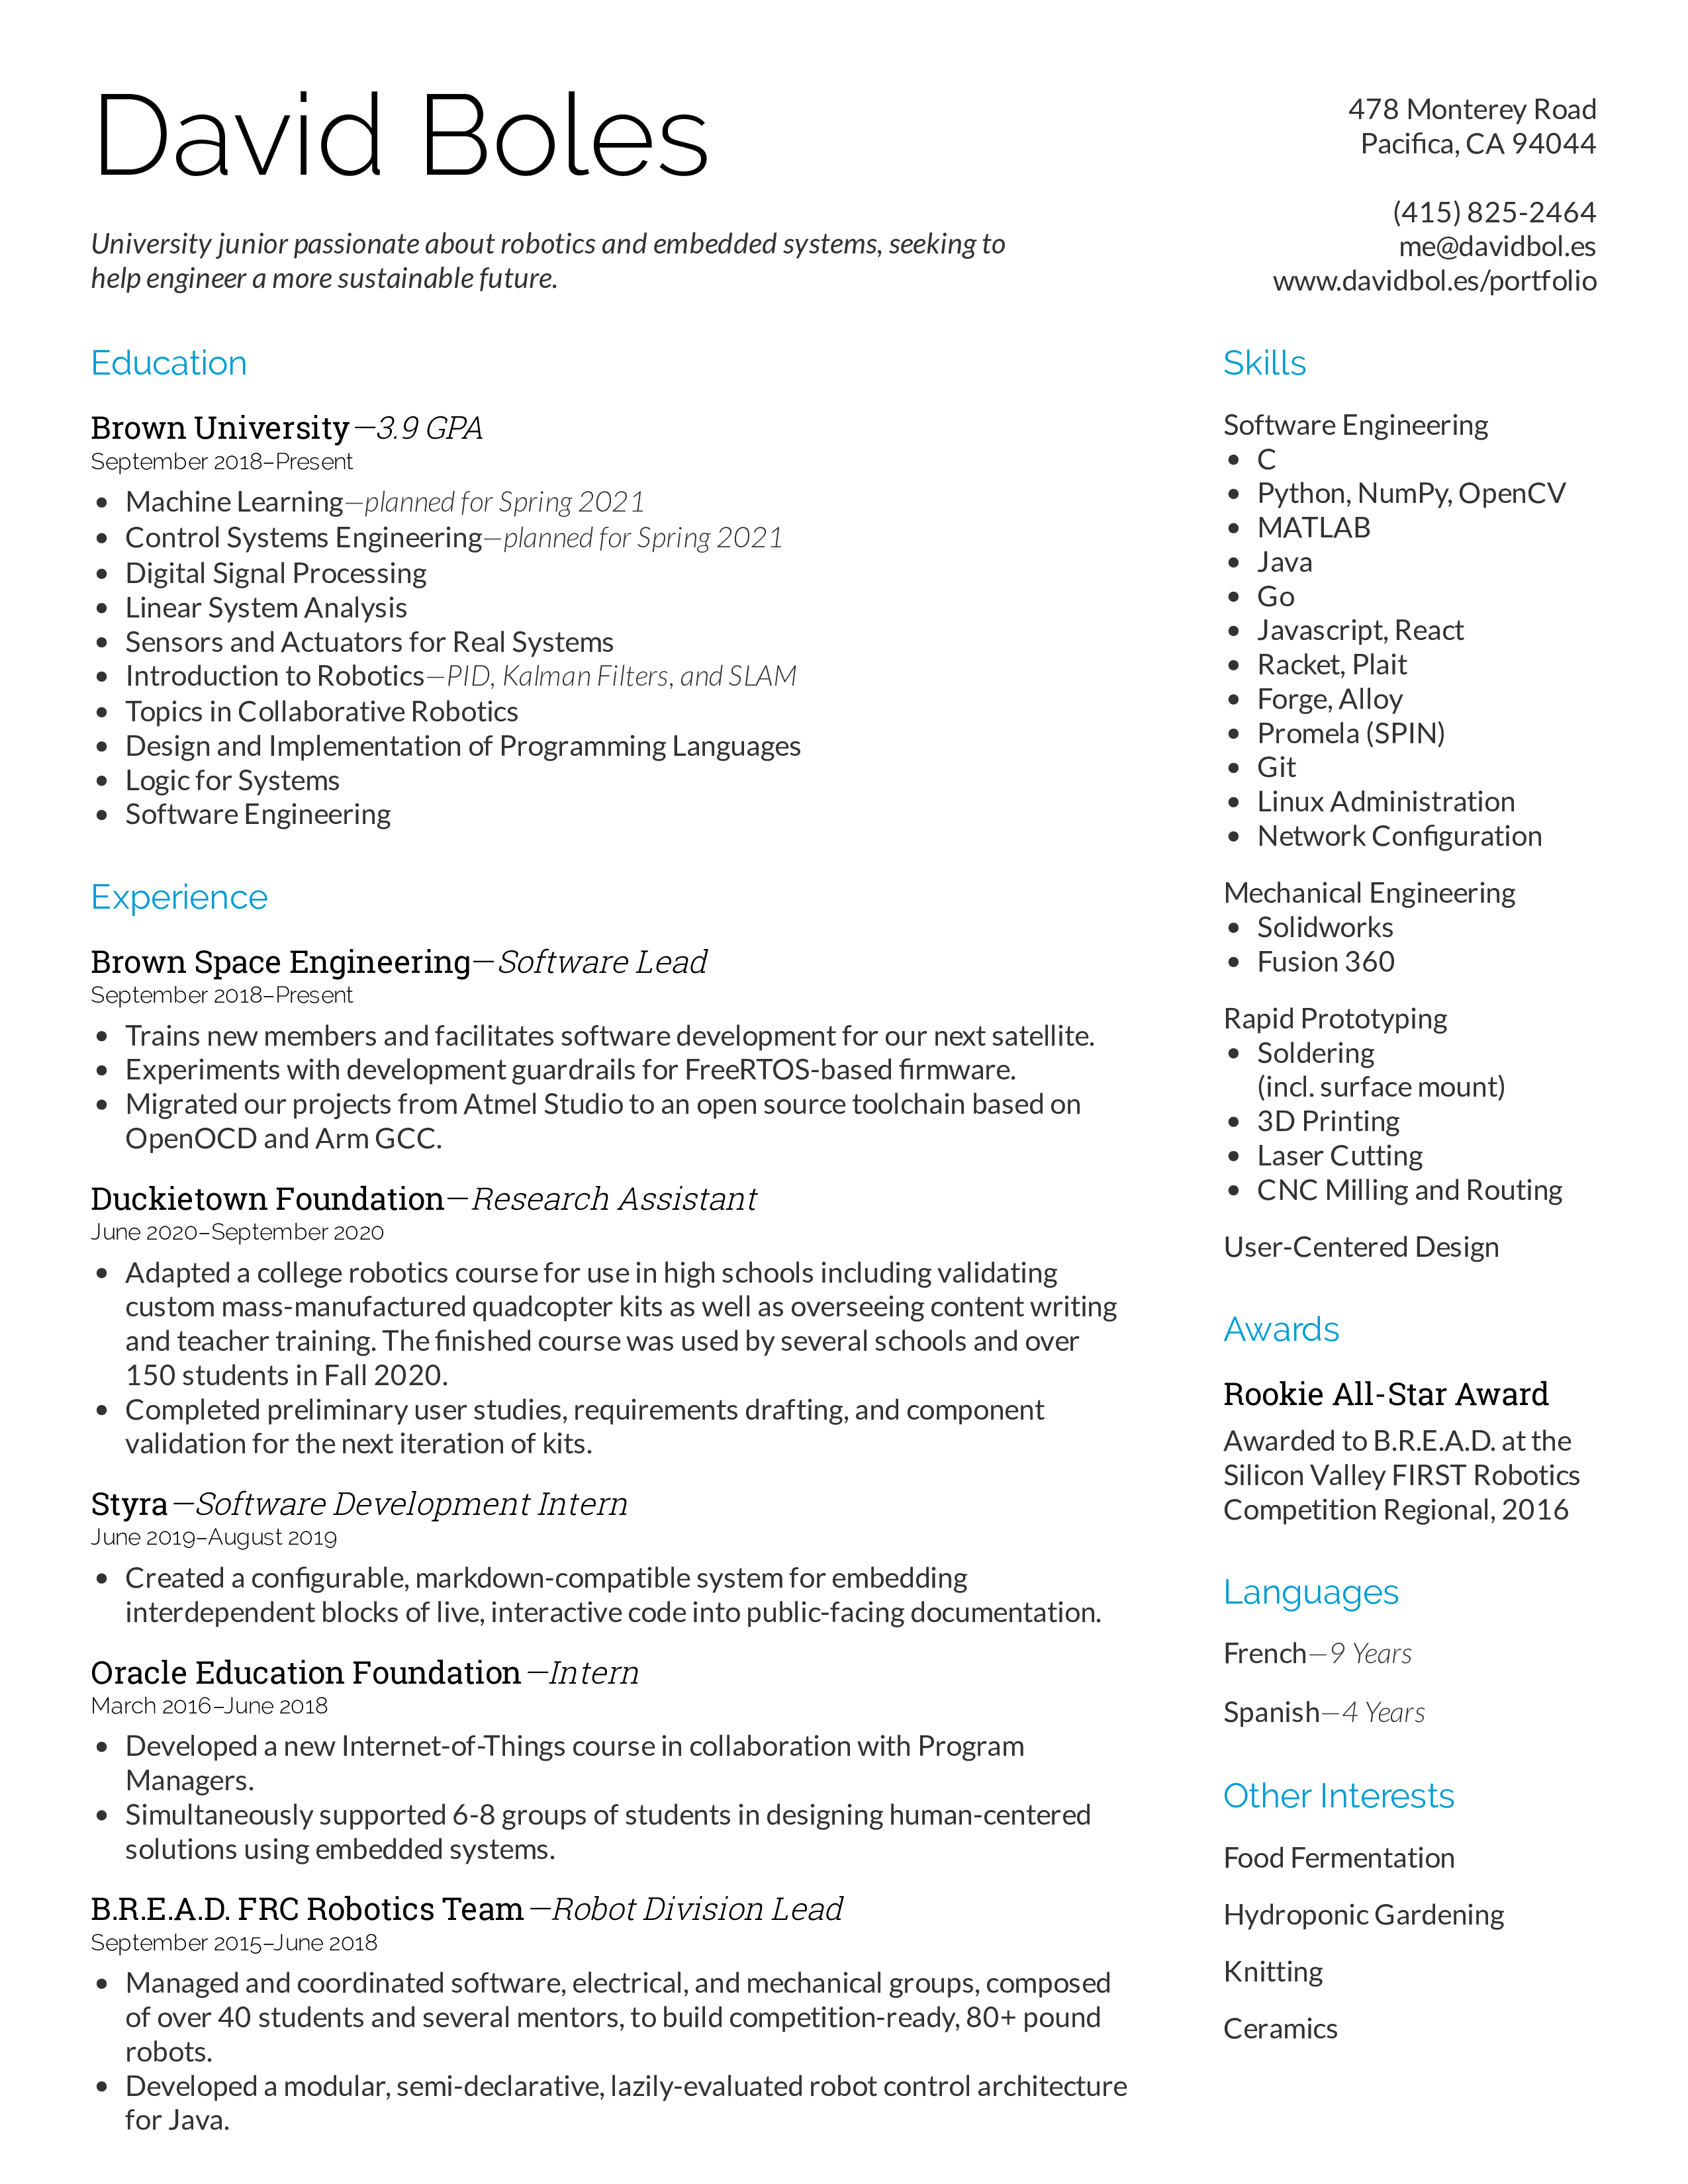 David Boles
University junior passionate about robotics and embedded systems, seeking to
help engineer a more sustainable future.
478 Monterey Road
Pacifica, CA 94044
(415) 825-2464
me@davidbol.es
www.davidbol.es/portfolio
Education
Brown University—3.9 GPA
September 2018–Present
• Machine Learning—planned for Spring 2021
• Control Systems Engineering—planned for Spring 2021
• Digital Signal Processing
• Linear System Analysis
• Sensors and Actuators for Real Systems
• Introduction to Robotics—PID, Kalman Filters, and SLAM
• Topics in Collaborative Robotics
• Design and Implementation of Programming Languages
• Logic for Systems
• Software Engineering
Experience
Brown Space Engineering—Software Lead
September 2018–Present
• Trains new members and facilitates software development for our next satellite.
• Experiments with development guardrails for FreeRTOS-based firmware.
• Migrated our projects from Atmel Studio to an open source toolchain based on
OpenOCD and Arm GCC.
Duckietown Foundation—Research Assistant
June 2020–September 2020
• Adapted a college robotics course for use in high schools including validating
custom mass-manufactured quadcopter kits as well as overseeing content writing
and teacher training. The finished course was used by several schools and over
150 students in Fall 2020.
• Completed preliminary user studies, requirements drafting, and component
validation for the next iteration of kits.
Styra—Software Development Intern
June 2019–August 2019
• Created a configurable, markdown-compatible system for embedding
interdependent blocks of live, interactive code into public-facing documentation.
Oracle Education Foundation—Intern
March 2016–June 2018
• Developed a new Internet-of-Things course in collaboration with Program
Managers.
• Simultaneously supported 6-8 groups of students in designing human-centered
solutions using embedded systems.
B.R.E.A.D. FRC Robotics Team—Robot Division Lead
September 2015–June 2018
• Managed and coordinated software, electrical, and mechanical groups, composed
of over 40 students and several mentors, to build competition-ready, 80+ pound
robots.
• Developed a modular, semi-declarative, lazily-evaluated robot control architecture
for Java.
Skills
Software Engineering
• C
• Python, NumPy, OpenCV
• MATLAB
• Java
• Go
• Javascript, React
• Racket, Plait
• Forge, Alloy
• Promela (SPIN)
• Git
• Linux Administration
• Network Configuration
Mechanical Engineering
• Solidworks
• Fusion 360
Rapid Prototyping
• Soldering
(incl. surface mount)
• 3D Printing
• Laser Cutting
• CNC Milling and Routing
User-Centered Design
Awards
Rookie All-Star Award
Awarded to B.R.E.A.D. at the
Silicon Valley FIRST Robotics
Competition Regional, 2016
Languages
French—9 Years
Spanish—4 Years
Other Interests
Food Fermentation
Hydroponic Gardening
Knitting
Ceramics